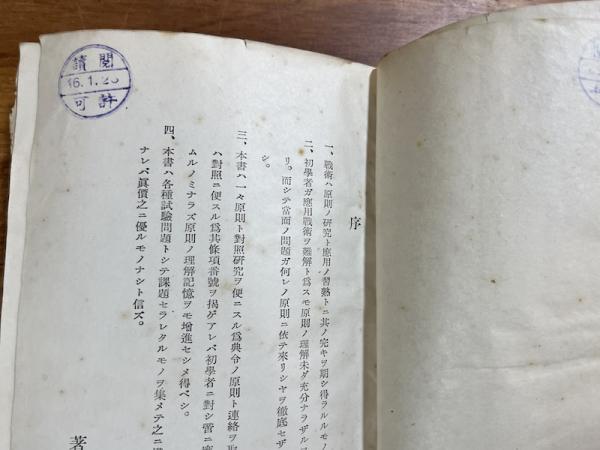 閲讀
16.1.23
許可
序
一、戰術ハ原則ノ硏究ト應用ノ習熟トニ其ノ完キヲ期シ得ラルルモノ
二、初學者ガ應用戰術ヲ難解ト爲スモ原則ノ理解未ダ充分ナラザル
リ。而シテ當面ノ問題ガ何レノ原則ニ依テ來リシヤヲ徹底セザ
シ。
三、本書ハ一々原則ト對照硏究ヲ便ニスル爲典令ノ原則ト連絡ヲ
ハ對照ニ便スル爲其條項番號ヲ揭ゲアレバ初學者ニ對シ啻ニ
ムルノミナラズ原則ノ理解記憶ヲモ增進セシメ得ベシ。
四、本書ハ各種試驗問題トシテ課題セラレタルモノヲ集メテ之ニ
ナレバ眞價之ニ優ルモノナシト信ズ。
著